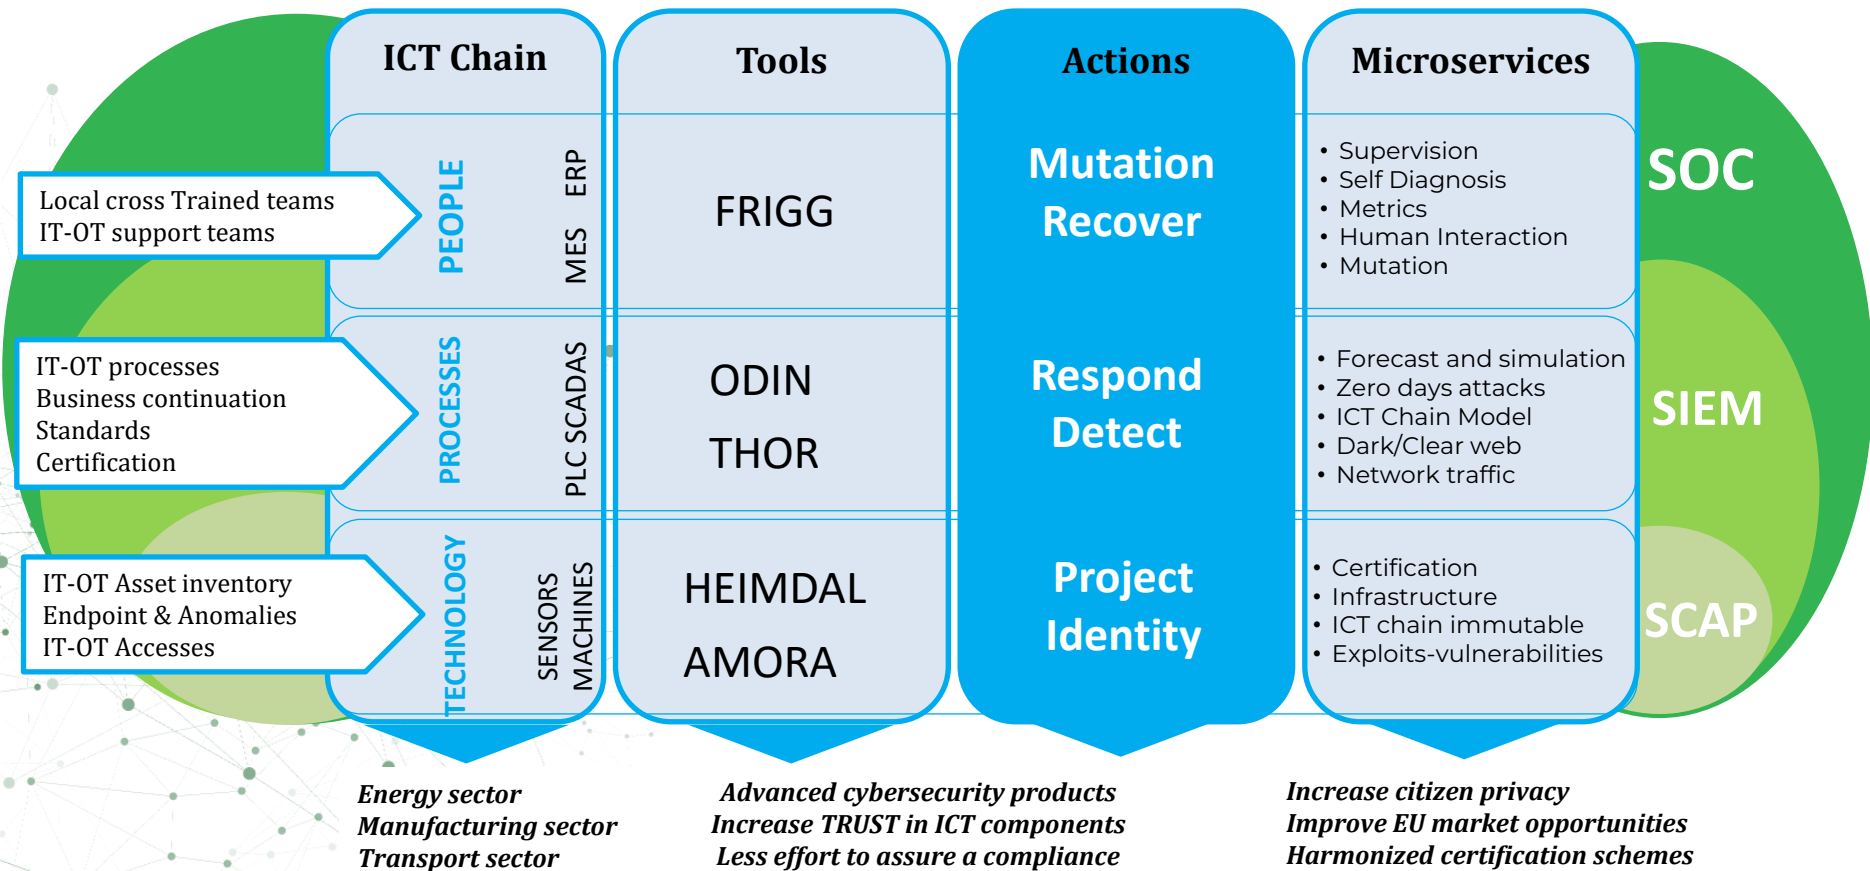 ICT Chain
Tools
Actions
Microservices
Local cross Trained teams
IT-OT support teams
PEOPLE
MES ERP
FRIGG
Mutation
Recover
• Supervision
• Self Diagnosis
• Metrics
• Human Interaction
• Mutation
SOC
IT-OT processes
Business continuation
Standards
Certification
PROCESSES
PLC SCADAS
ODIN
THOR
Respond
Detect
• Forecast and simulation
• Zero days attacks
• ICT Chain Model
• Dark/Clear web
• Network traffic
SIEM
IT-OT Asset inventory
Endpoint & Anomalies
IT-OT Accesses
TECHNOLOGY
SENSORS
MACHINES
HEIMDAL
AMORA
Project
Identity
• Certification
• Infrastructure
• ICT chain immutable
• Exploits-vulnerabilities
SCAP
Energy sector
Manufacturing sector
Transport sector
Advanced cybersecurity products
Increase TRUST in ICT components
Less effort to assure a compliance
Increase citizen privacy
Improve EU market opportunities
Harmonized certification schemes